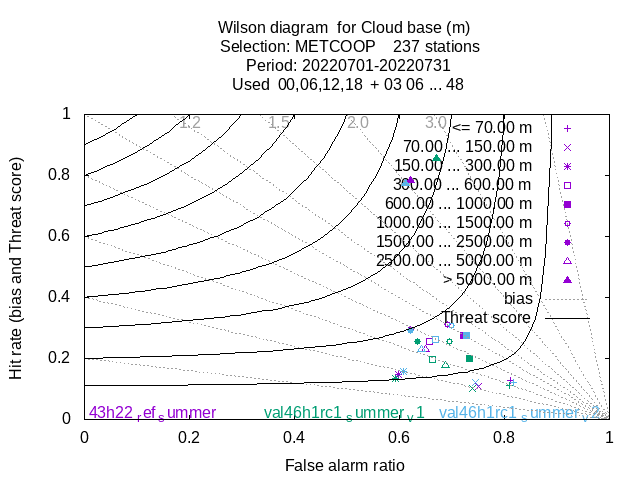 Wilson diagram for Cloud base (m)
Selection: METCOOP 237 stations
Period: 20220701-20220731
Used 00,06,12,18 + 03 06 ... 48
Hit rate (bias and Threat score)
1
0.8
0.6
0.4
0.2
0
1.2
1.5
2.0
3.0
<= 70.00 m
70.00 ... 150.00 m
150.00 ... 300.00 m
300.00 ... 600.00 m
600.00 ... 1000.00 m
1000.00 ... 1500.00 m
1500.00 ... 2500.00 m
2500.00 ... 5000.00 m
> 5000.00 m
bias
Threat score
43h22refsummer val46h1rc1summerv1 val46h1rc1summerv2
0 0.2 0.4 0.6 0.8 1
False alarm ratio